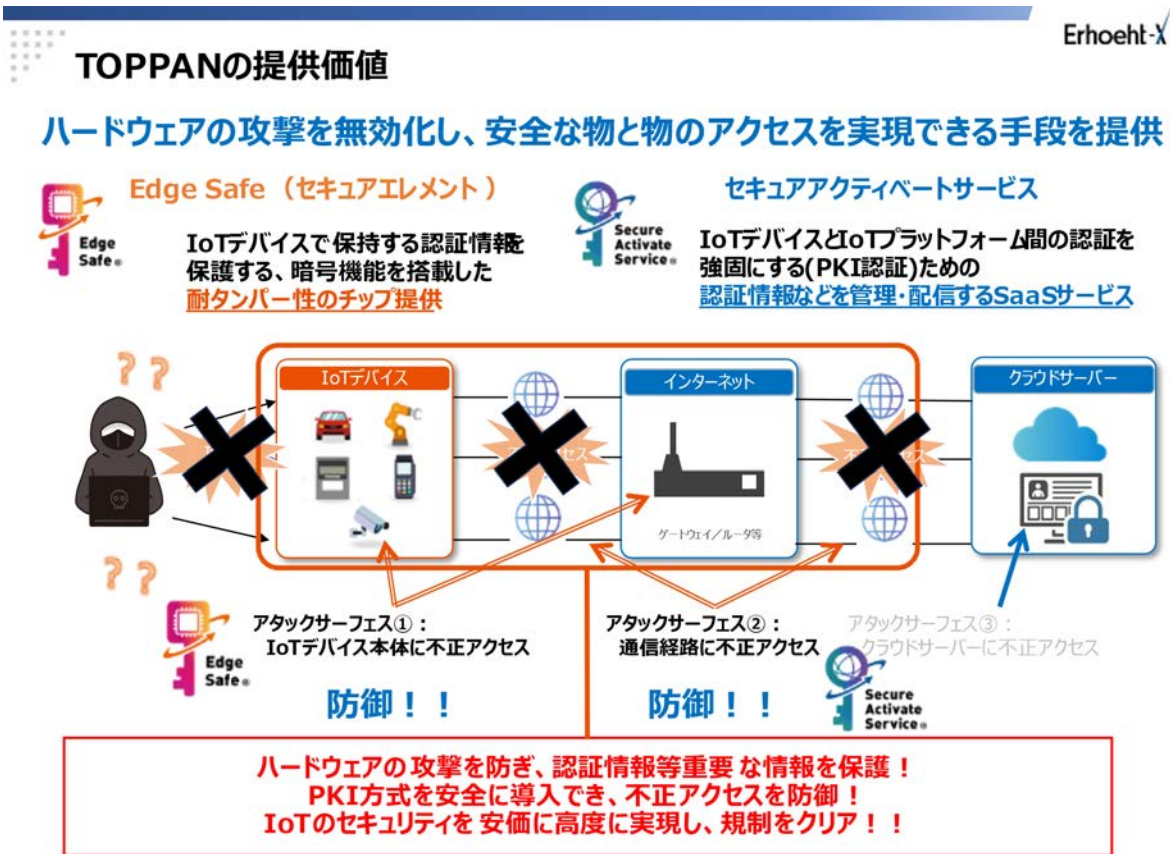 Erhoeht-X
TOPPANの提供価値
ハードウェアの攻撃を無効化し、安全な物と物のアクセスを実現できる手段を提供
Edge Safe （セキュアエレメント ）
Edge
Safe®
IoTデバイスで保持する認証情報を
保護する、暗号機能を搭載した
耐タンパー性のチップ提供
セキュアアクティベートサービス
Secure
Activate
Service®
IoTデバイスとIoTプラットフォーム間の認証を
強固にする(PKI認証)ための
認証情報などを管理・配信するSaaSサービス
??
IoTデバイス
インターネット
クラウドサーバー
セス
不 セス
ゲートウェイ／ルータ等
??
アタックサーフェス①：
IoTデバイス本体に不正アクセス
アタックサーフェス②：
通信経路に不正アクセス
アタックサーフェス③：
クラウドサーバーに不正アクセス
Edge
Safe®
防御！！
防御！！
Secure
Activate
Service®
ハードウェアの攻撃を防ぎ、認証情報等重要な情報を保護！
PKI方式を安全に導入でき、不正アクセスを防御！
IoTのセキュリティを安価に高度に実現し、規制をクリア！！